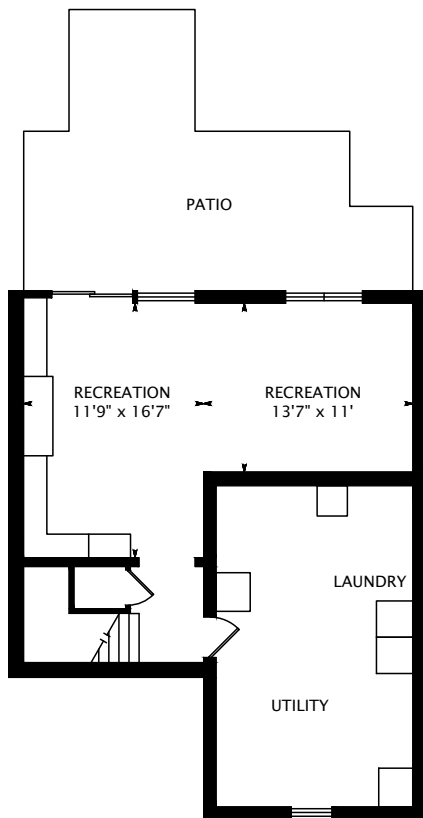 PATIO
RECREATION
11'9" x 16'7"
RECREATION
13'7" x 11'
LAUNDRY
UTILITY